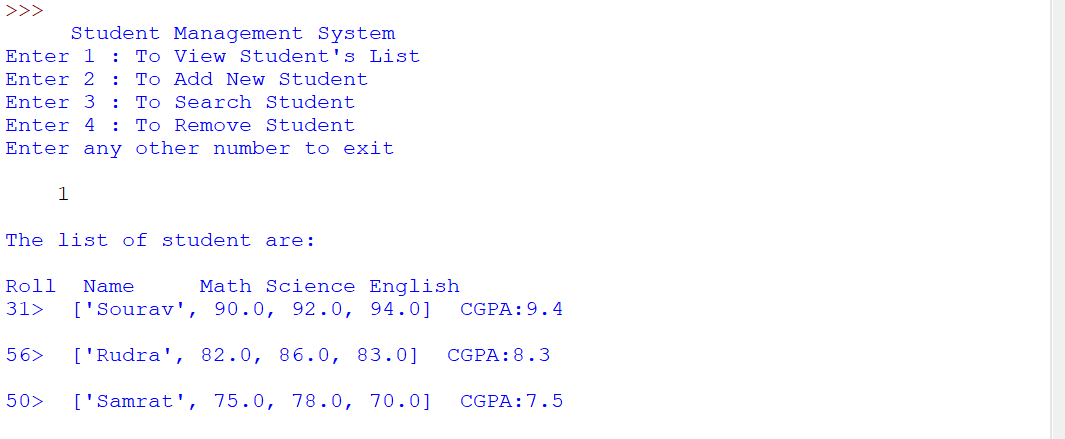 >>>
Student Management System
Enter 1 : To View Student's List
Enter 2 : To Add New Student
Enter 3 : To Search Student
Enter 4 : To Remove Student
Enter any other number to exit
1
The list of student are:
Roll  Name     Math Science English
31>  ['Sourav', 90.0, 92.0, 94.0]  CGPA:9.4
56>  ['Rudra', 82.0, 86.0, 83.0]  CGPA:8.3
50>  ['Samrat', 75.0, 78.0, 70.0]  CGPA:7.5